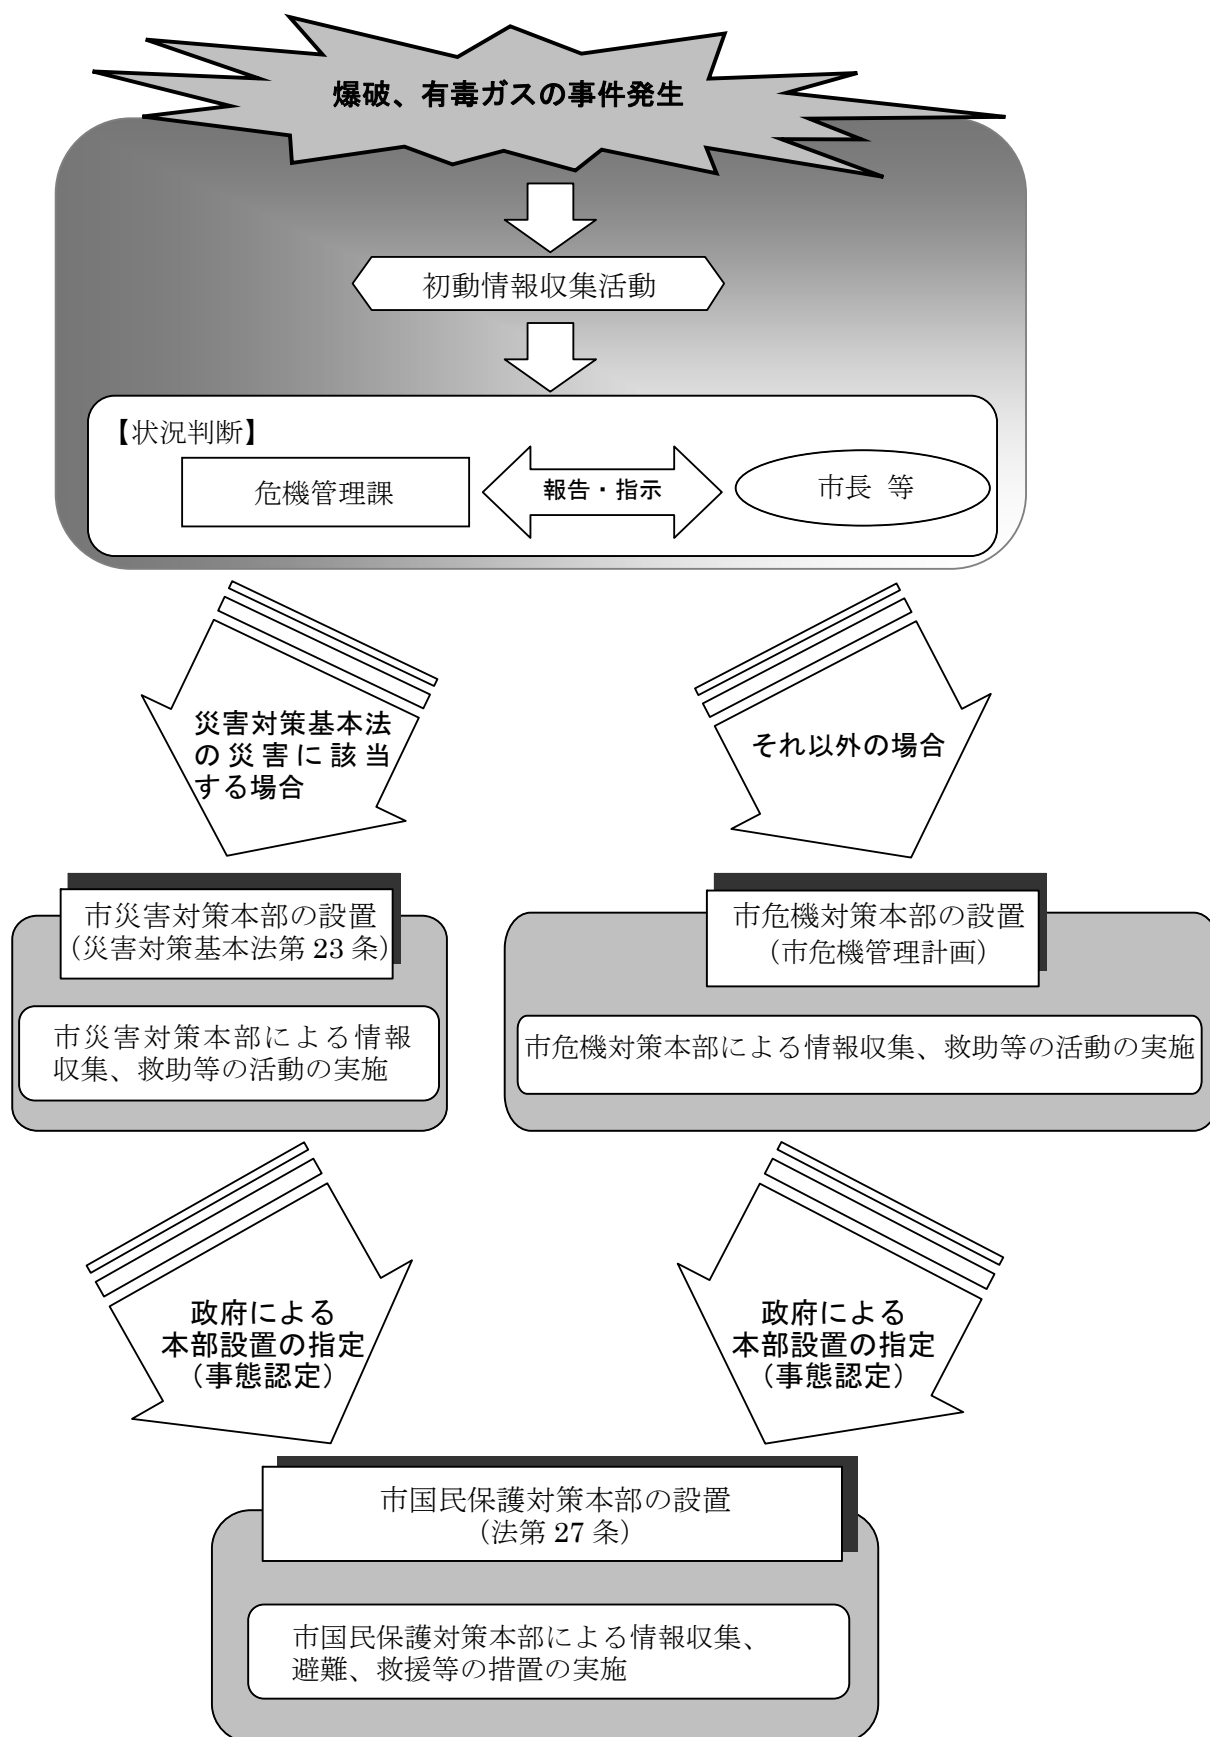 爆破、有毒ガスの事件発生
初動情報収集活動
【状況判断】
危機管理課
報告・指示
市長 等
災害対策基本法
の災害に該当
する場合
それ以外の場合
市災害対策本部の設置
(災害対策基本法第 23 条)
市災害対策本部による情報
収集、救助等の活動の実施
市危機対策本部の設置
(市危機管理計画)
市危機対策本部による情報収集、救助等の活動の実施
政府による
本部設置の指定
(事態認定)
政府による
本部設置の指定
(事態認定)
市国民保護対策本部の設置
(法第 27 条)
市国民保護対策本部による情報収集、
避難、救援等の措置の実施